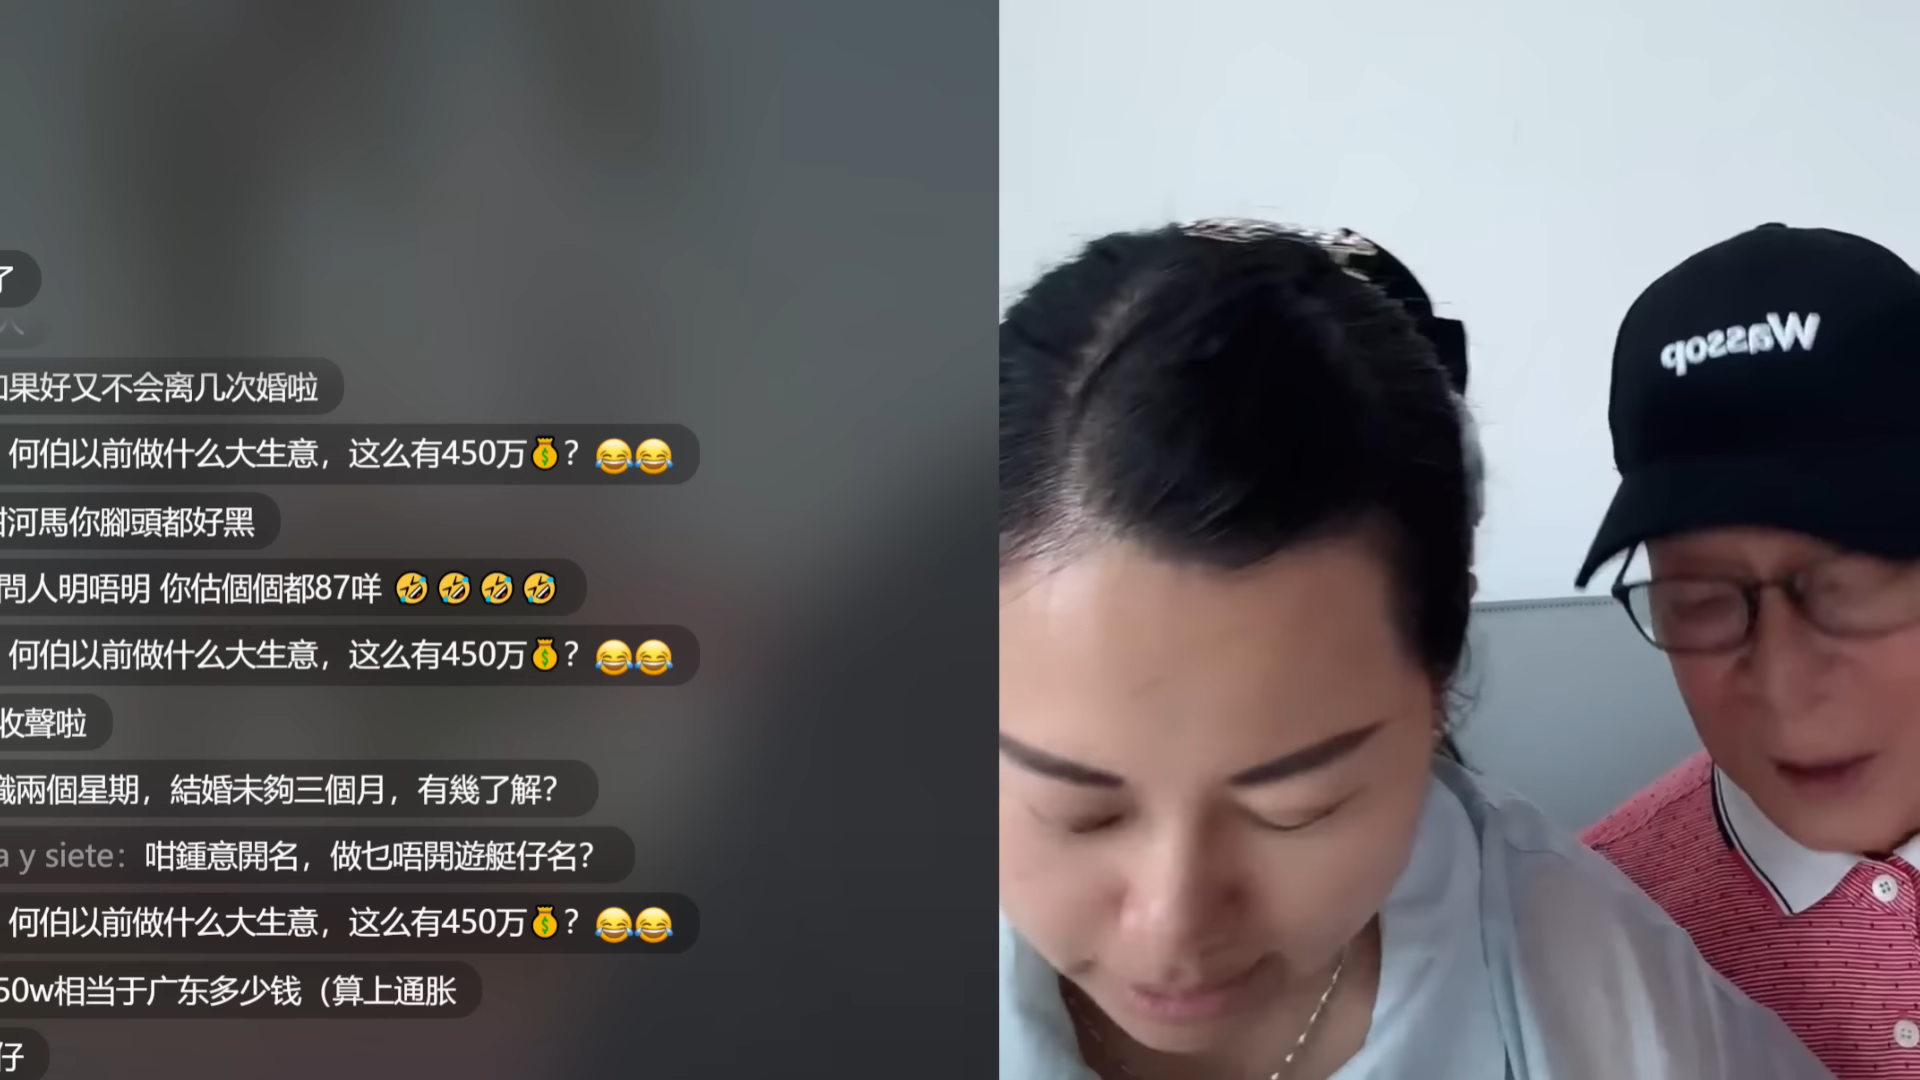 了
果好又不会离几次婚啦
何伯以前做什么大生意，这么有450万💰？😂😂
河馬你腳頭都好黑
問人明唔明 你估個個都87咩 🤣🤣🤣🤣
何伯以前做什么大生意，这么有450万💰？😂😂
收聲啦
兩個星期，結婚未夠三個月，有幾了解？
a y siete：咁鍾意開名，做乜唔開遊艇仔名？
何伯以前做什么大生意，这么有450万💰？😂😂
50w相当于广东多少钱（算上通胀
仔
Wassop